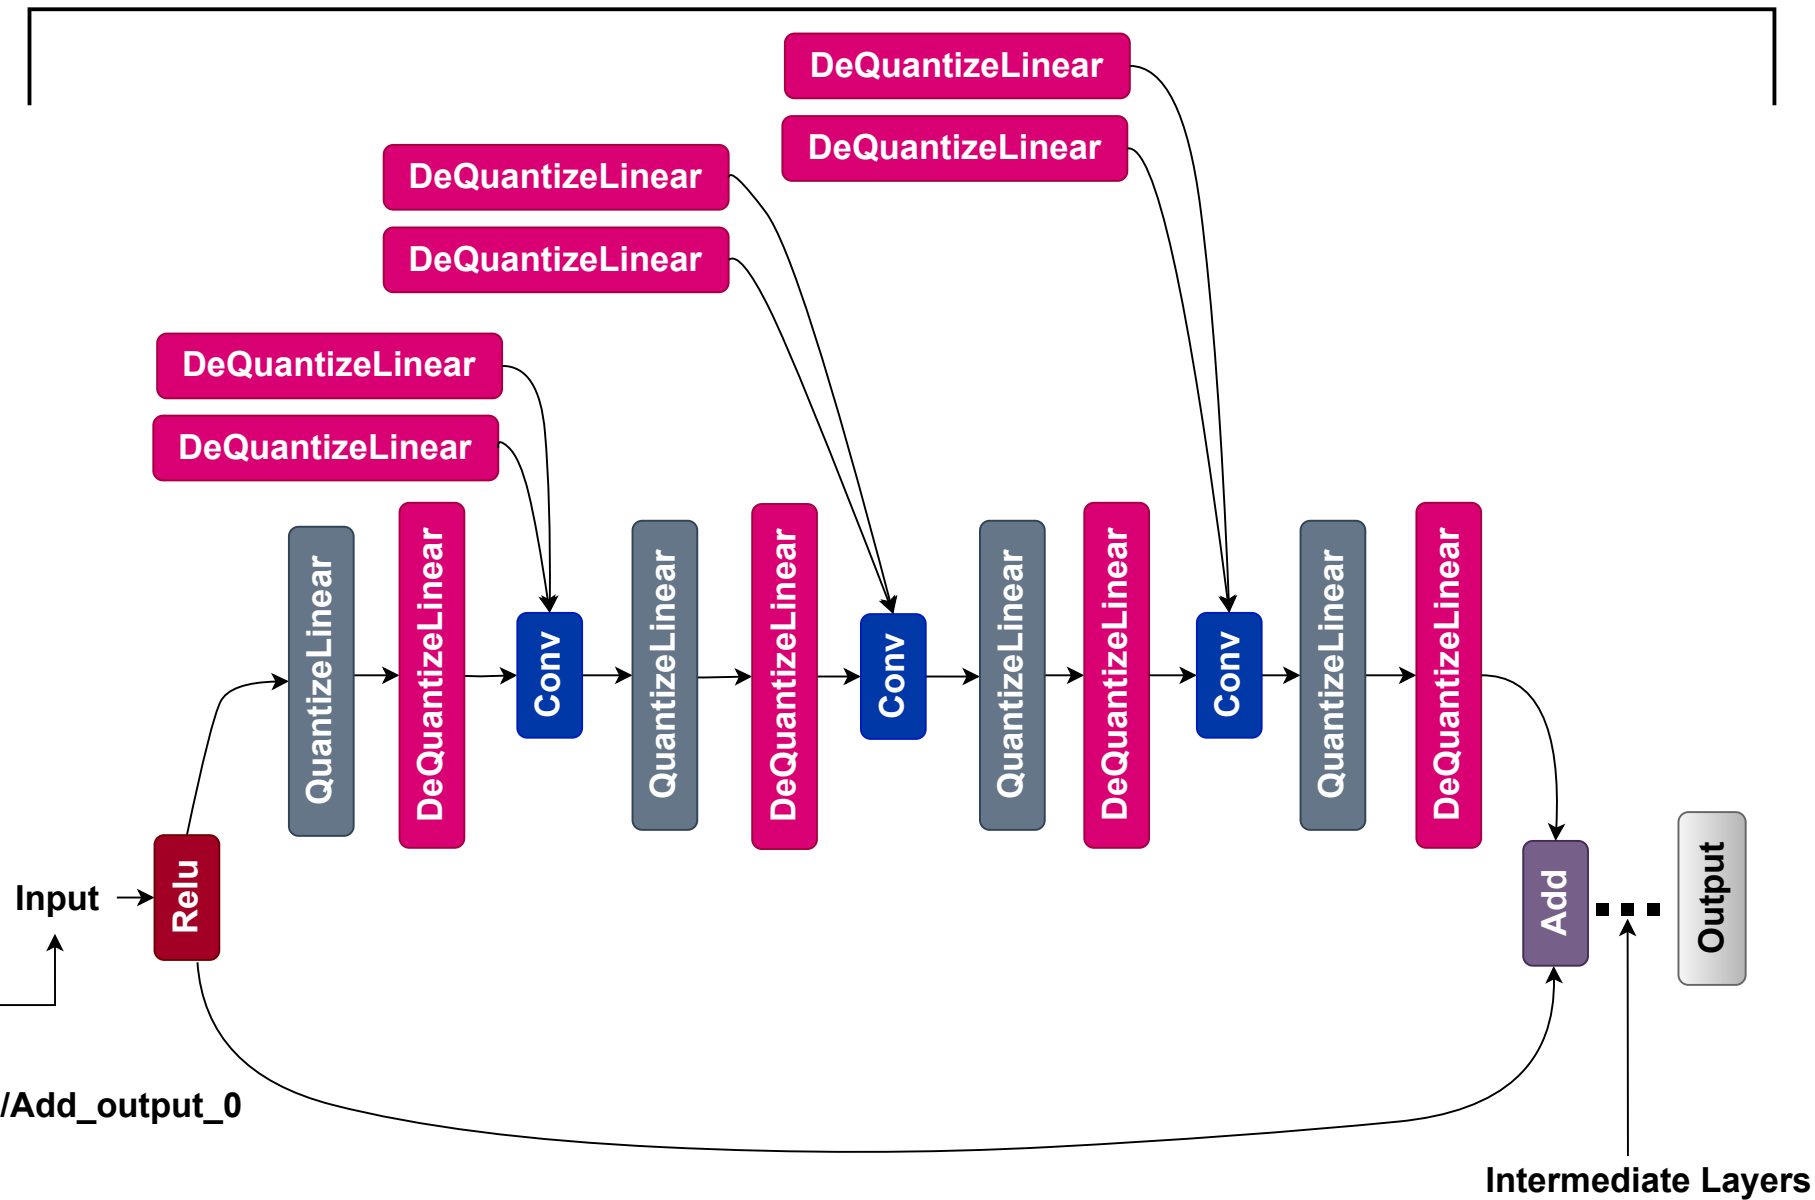 DeQuantizeLinear
DeQuantizeLinear
DeQuantizeLinear
DeQuantizeLinear
DeQuantizeLinear
DeQuantizeLinear
QuantizeLinear
DeQuantizeLinear
Conv
QuantizeLinear
DeQuantizeLinear
Conv
QuantizeLinear
DeQuantizeLinear
Conv
QuantizeLinear
DeQuantizeLinear
Input
Relu
Add
Output
/Add_output_0
Intermediate Layers